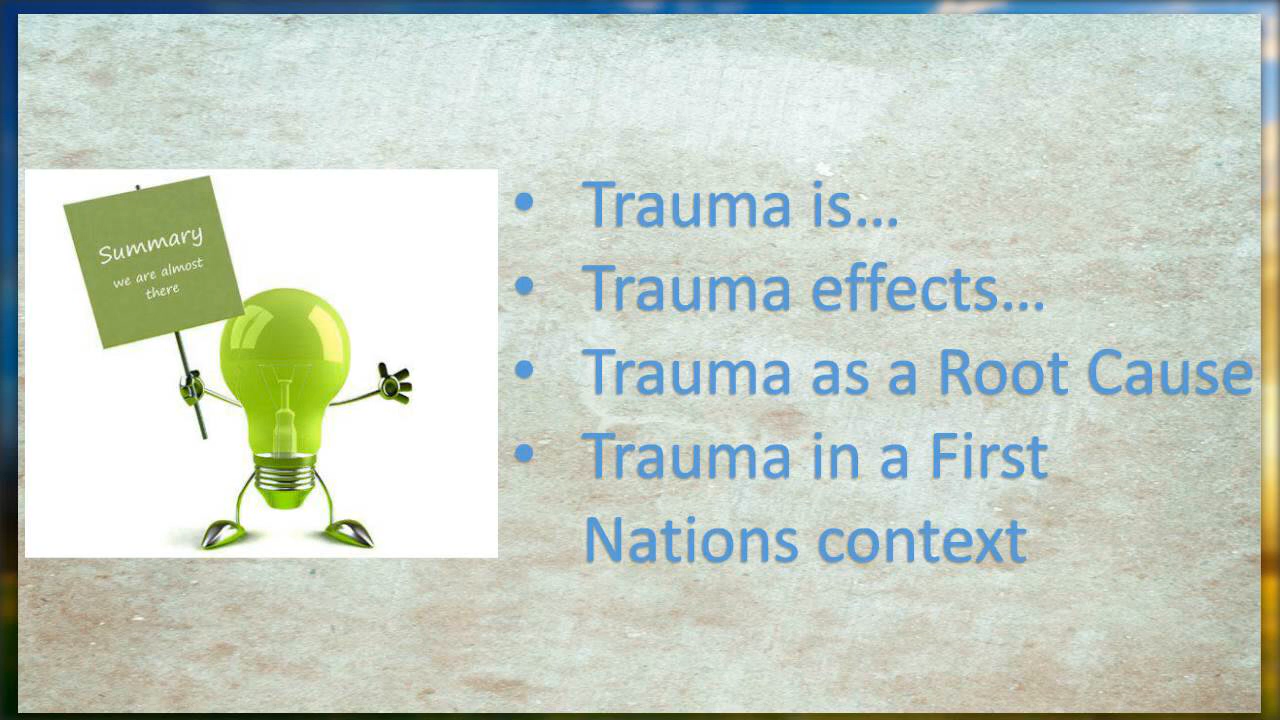 Summary
we are almost
there
• Trauma is...
• Trauma effects...
• Trauma as a Root Cause
• Trauma in a First
Nations context